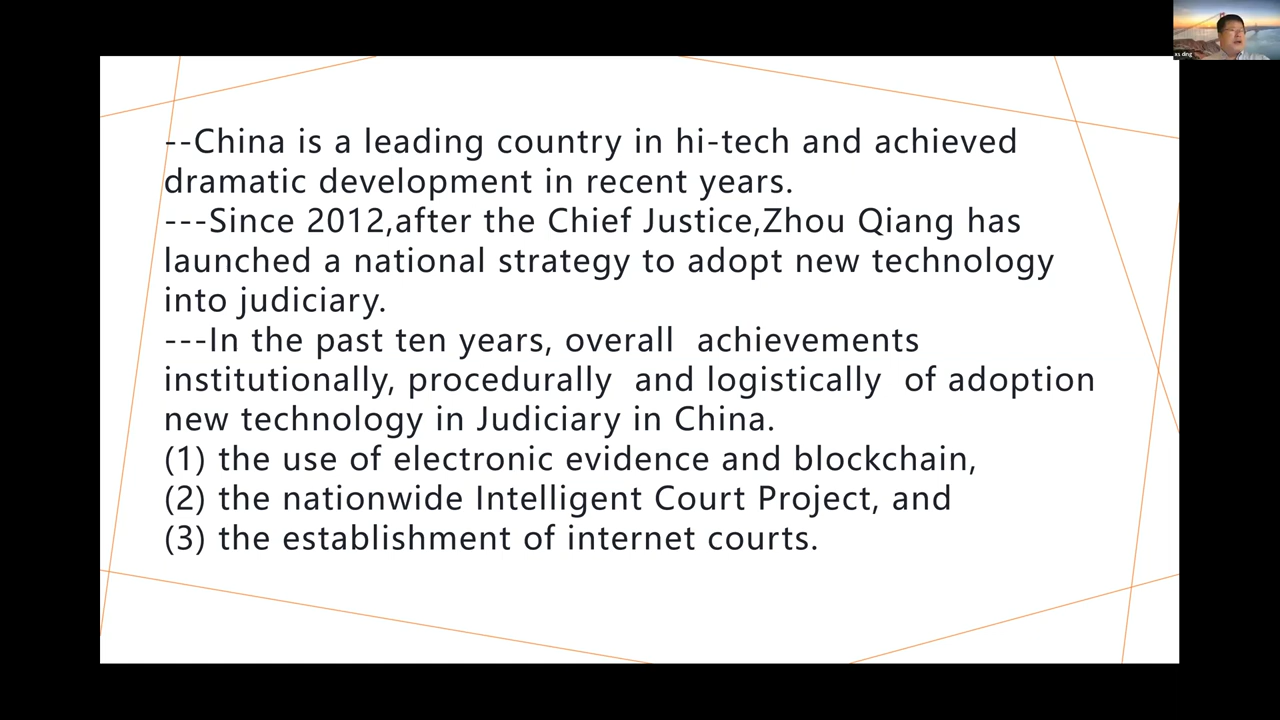 --China is a leading country in hi-tech and achieved
dramatic development in recent years.
---Since 2012,after the Chief Justice,Zhou Qiang has
launched a national strategy to adopt new technology
into judiciary.
---In the past ten years, overall  achievements
institutionally, procedurally  and logistically  of adoption
new technology in Judiciary in China.
(1) the use of electronic evidence and blockchain,
(2) the nationwide Intelligent Court Project, and
(3) the establishment of internet courts.